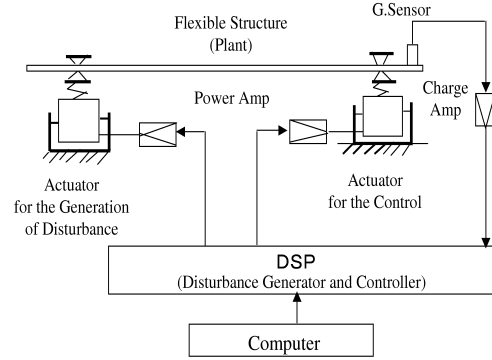 G.Sensor
Flexible Structure
(Plant)
Power Amp
Charge
Amp
Actuator
for the Generation
of Disturbance
Actuator
for the Control
DSP
(Disturbance Generator and Controller)
Computer